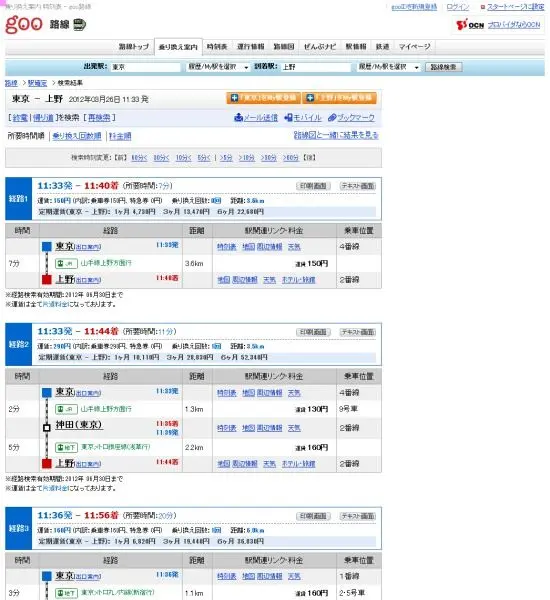 乗り換え案内 時刻表 - goo路線
gooIDを新規登録 ログイン スタートページに設定
goo 路線
OCN プロバイダならOCN
路線トップ 乗り換え案内 時刻表 運行情報 路線図 ぜんぶナビ 駅情報 鉄道 マイページ
出発駅: 東京 履歴/My駅を選択 到着駅: 上野 履歴/My駅を選択 路線検索
路線 > 駅確定 > 検索結果
東京 － 上野 2012年03月26日 11:33 発
「東京」をMy駅登録 「上野」をMy駅登録
[終電 | 帰り道] を検索 [再検索] メール送信 モバイル ブックマーク
所要時間順 | 乗り換え回数順 | 料金順 路線図と一緒に結果を見る
検索時刻変更:【前】 60分< 30分< 10分< 5分< | >5分 >10分 >30分 >60分 【後】
経路1
11:33発 － 11:40着 (所要時間:7分) 印刷画面 テキスト画面
運賃:150円 (内訳:乗車券150円、特急券 0円) 乗り換え回数:0回 距離:3.6km
定期運賃(東京 － 上野): 1ヶ月 4,730円 3ヶ月 13,470円 6ヶ月 22,680円
時間 経路 距離 駅関連リンク・料金 乗車位置
東京(出口案内) 11:33発 時刻表 地図 周辺情報 天気 4番線
7分 JR 山手線上野方面行 3.6km 運賃 150円
上野(出口案内) 11:40着 地図 周辺情報 天気 ホテル・旅館 2番線
※経路検索有効期間:2012年 06月30日まで
※運賃は全て片道料金になっております。
経路2
11:33発 － 11:44着 (所要時間:11分) 印刷画面 テキスト画面
運賃:290円 (内訳:乗車券290円、特急券 0円) 乗り換え回数:1回 距離:3.5km
定期運賃(東京 － 上野): 1ヶ月 10,110円 3ヶ月 28,830円 6ヶ月 52,340円
時間 経路 距離 駅関連リンク・料金 乗車位置
東京(出口案内) 11:33発 時刻表 地図 周辺情報 天気 4番線
2分 JR 山手線上野方面行 1.3km 運賃 130円 9号車
神田(東京) 11:35着 11:39発 時刻表 地図 周辺情報 天気 2番線
5分 地下 東京メトロ銀座線(浅草行) 2.2km 運賃 160円
上野(出口案内) 11:44着 地図 周辺情報 天気 ホテル・旅館 2番線
※経路検索有効期間:2012年 06月30日まで
※運賃は全て片道料金になっております。
経路3
11:36発 － 11:56着 (所要時間:20分) 印刷画面 テキスト画面
運賃:160円 (内訳:乗車券160円、特急券 0円) 乗り換え回数:1回 距離:6.0km
定期運賃(東京 － 上野): 1ヶ月 6,820円 3ヶ月 19,440円 6ヶ月 36,830円
時間 経路 距離 駅関連リンク・料金 乗車位置
東京(出口案内) 11:36発 時刻表 地図 周辺情報 天気 1番線
3分 地下 東京メトロ丸ノ内線(新宿行) 1.1km 運賃 160円 2・5号車